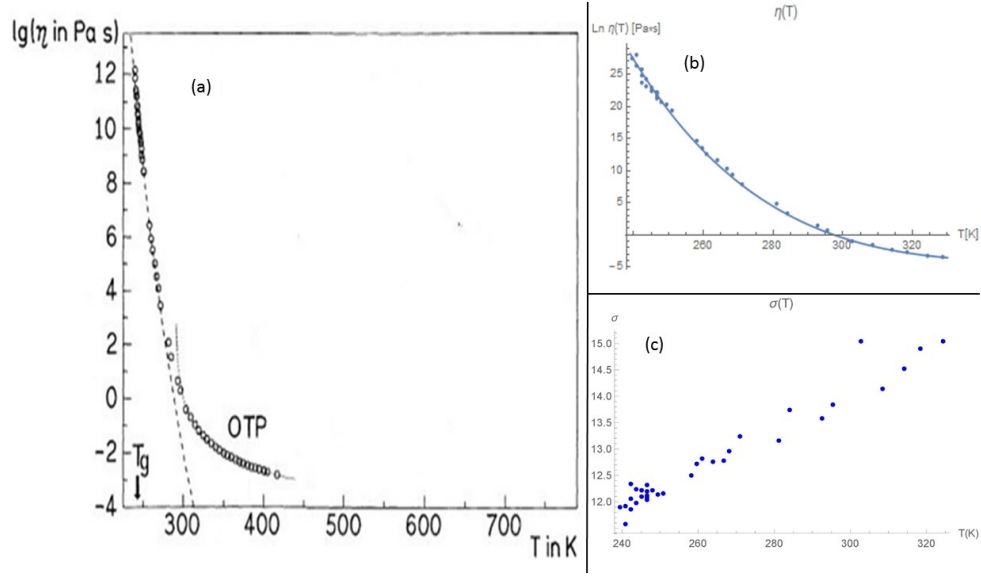 lg(η in Pa s)
(a)
12
10
8
6
4
2
0
-2
-4
OTP
Tg
300
400
500
600
700
T in K
η(T)
Ln η(T) [Pa*s]
(b)
25
20
15
10
5
-5
260
280
300
320
T[K]
σ(T)
σ
(c)
15.0
14.5
14.0
13.5
13.0
12.5
12.0
240
260
280
300
320
T(K)